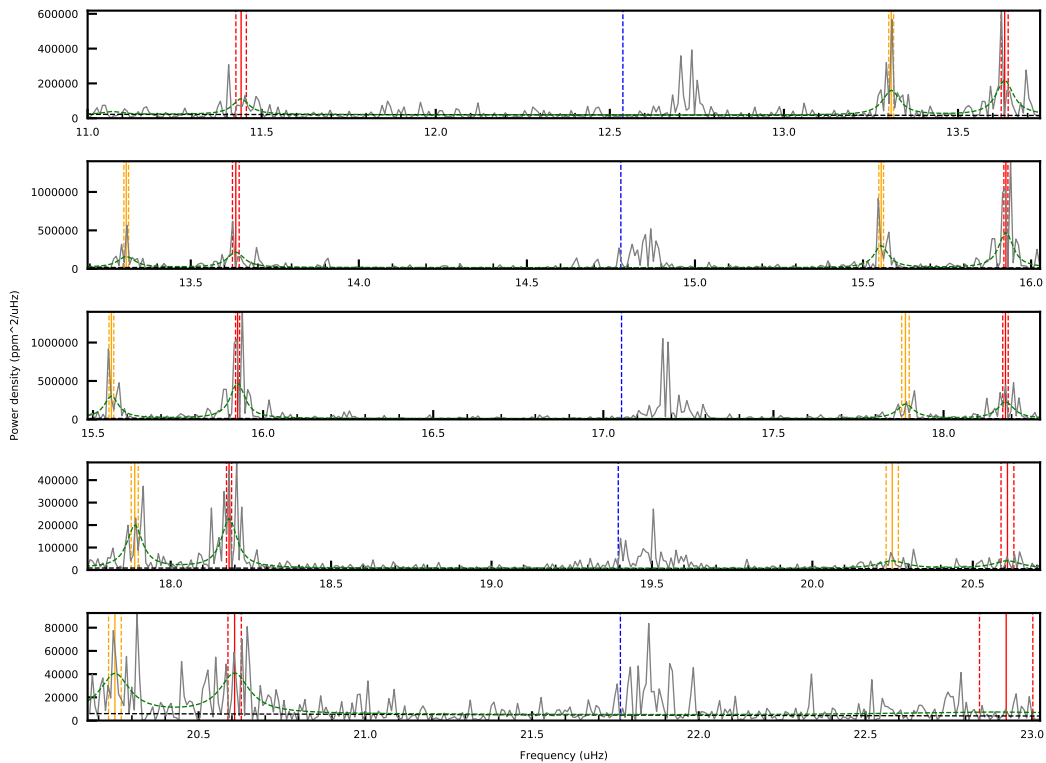 600000
400000
200000
0
11.0 11.5 12.0 12.5 13.0 13.5
1000000
500000
0
13.5 14.0 14.5 15.0 15.5 16.0
Power density (ppm^2/uHz)
1000000
500000
0
15.5 16.0 16.5 17.0 17.5 18.0
400000
300000
200000
100000
0
18.0 18.5 19.0 19.5 20.0 20.5
80000
60000
40000
20000
0
20.5 21.0 21.5 22.0 22.5 23.0
Frequency (uHz)